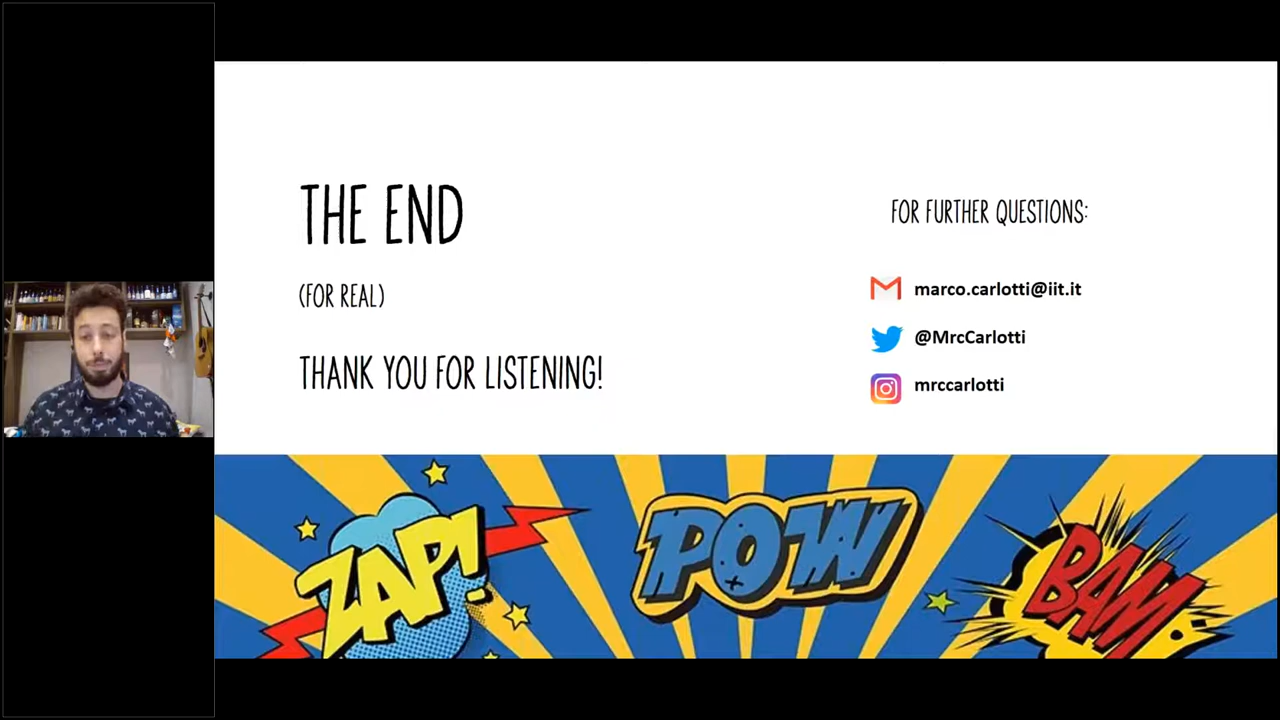 THE END
(FOR REAL)
THANK YOU FOR LISTENING!
FOR FURTHER QUESTIONS:
marco.carlotti@iit.it
@MrcCarlotti
mrccarlotti
ZAP!
POW
BAM